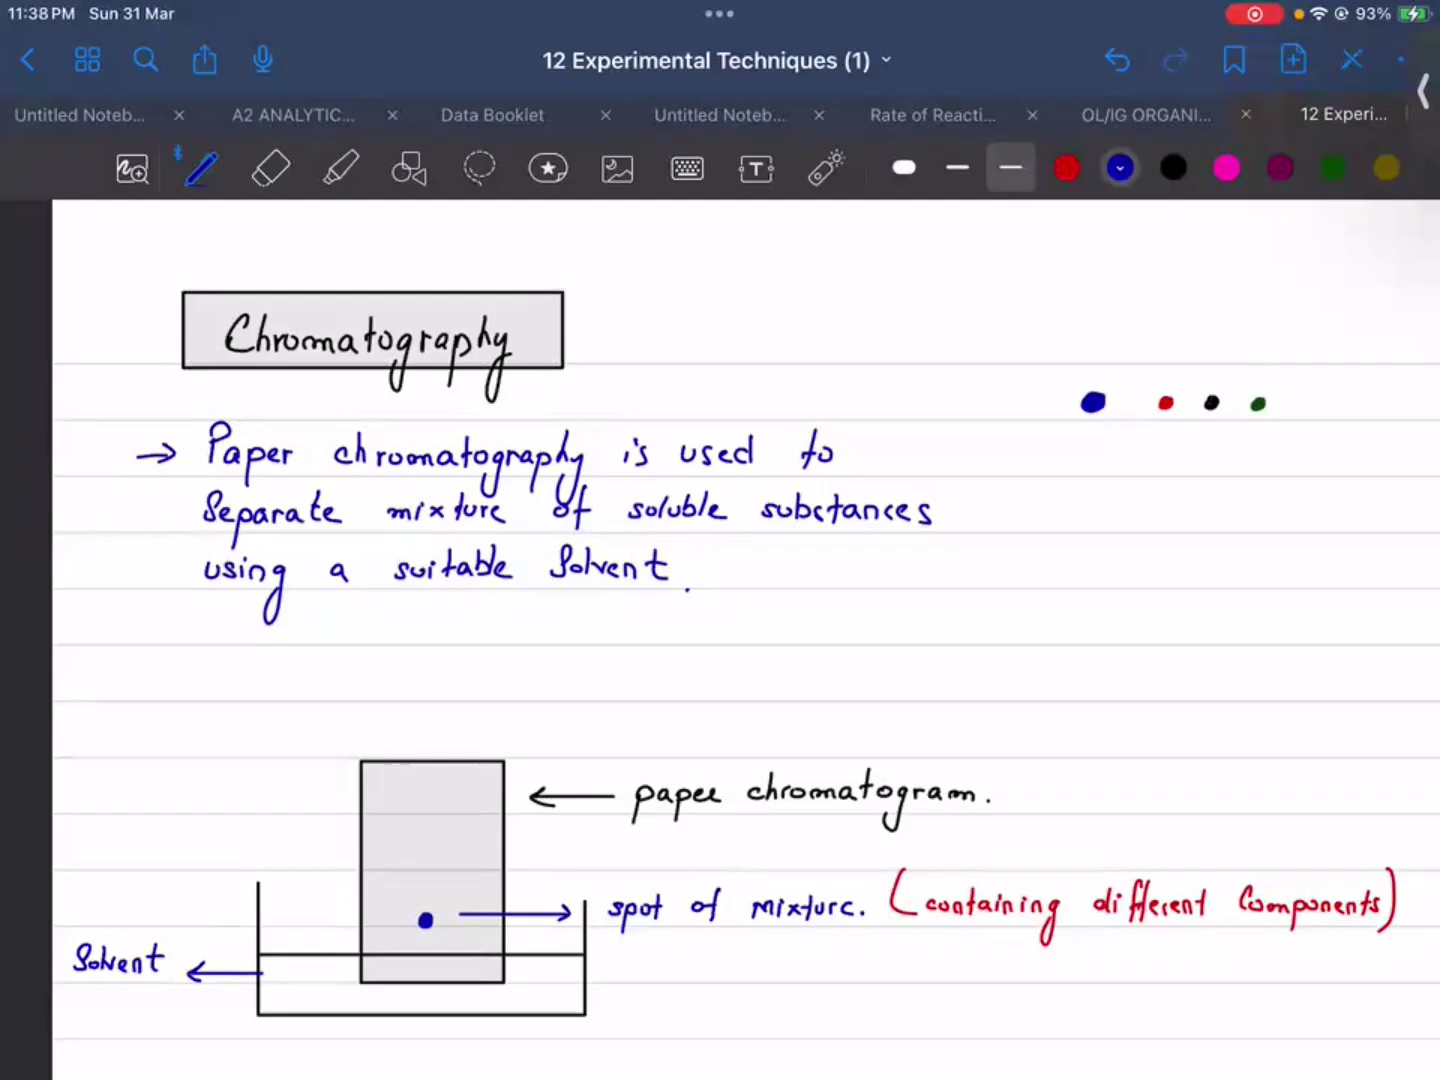 11:38 PM Sun 31 Mar
93%
12 Experimental Techniques (1)
Untitled Noteb... A2 ANALYTIC... Data Booklet Untitled Noteb... Rate of Reacti... OL/IG ORGANI... 12 Experi...
Chromatography
→ Paper chromatography is used to
separate mixture of soluble substances
using a suitable solvent.
← paper chromatogram.
→ spot of mixture. (containing different components)
Solvent ←